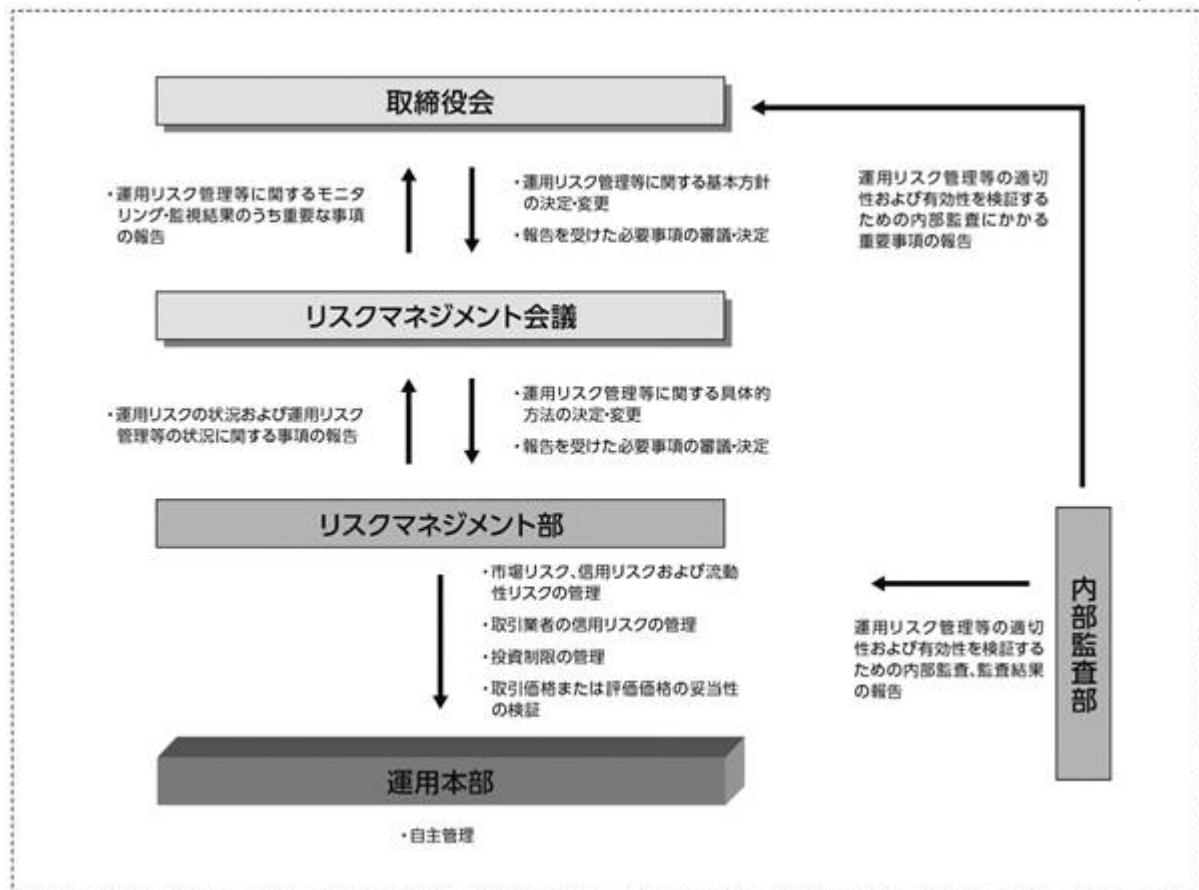 取締役会
・運用リスク管理等に関するモニタ
リング・監視結果のうち重要な事項
の報告
・運用リスク管理等に関する基本方針
の決定・変更
・報告を受けた必要事項の審議・決定
運用リスク管理等の適切
性および有効性を検証す
るための内部監査にかかる
重要事項の報告
リスクマネジメント会議
・運用リスクの状況および運用リスク
管理等の状況に関する事項の報告
・運用リスク管理等に関する具体的
方法の決定・変更
・報告を受けた必要事項の審議・決定
リスクマネジメント部
・市場リスク、信用リスクおよび流動
性リスクの管理
・取引業者の信用リスクの管理
・投資制限の管理
・取引価格または評価価格の妥当性
の検証
運用リスク管理等の適切
性および有効性を検証する
ための内部監査、監査結果
の報告
内部監査部
運用本部
・自主管理